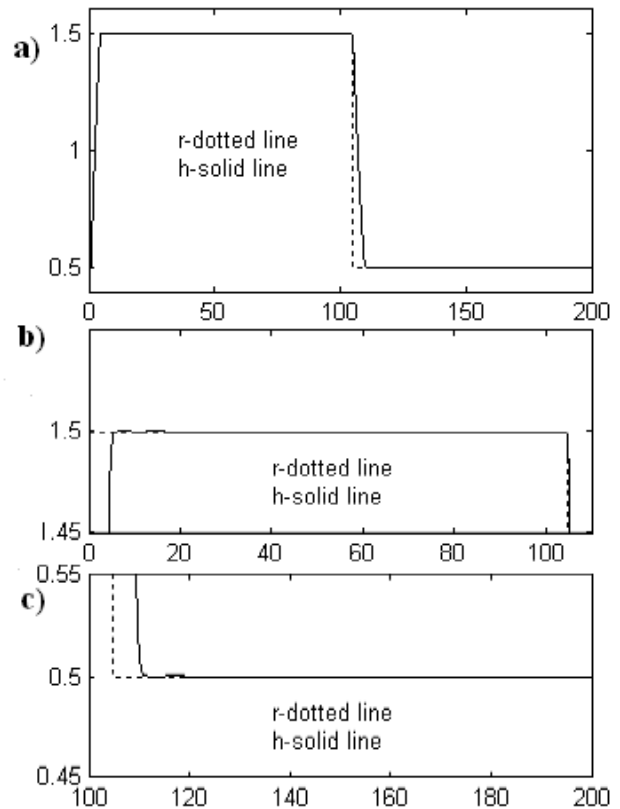 a)
1.5
1
0.5
r-dotted line
h-solid line
0 50 100 150 200
b)
1.5
1.45
r-dotted line
h-solid line
0 20 40 60 80 100
c)
0.55
0.5
0.45
r-dotted line
h-solid line
100 120 140 160 180 200